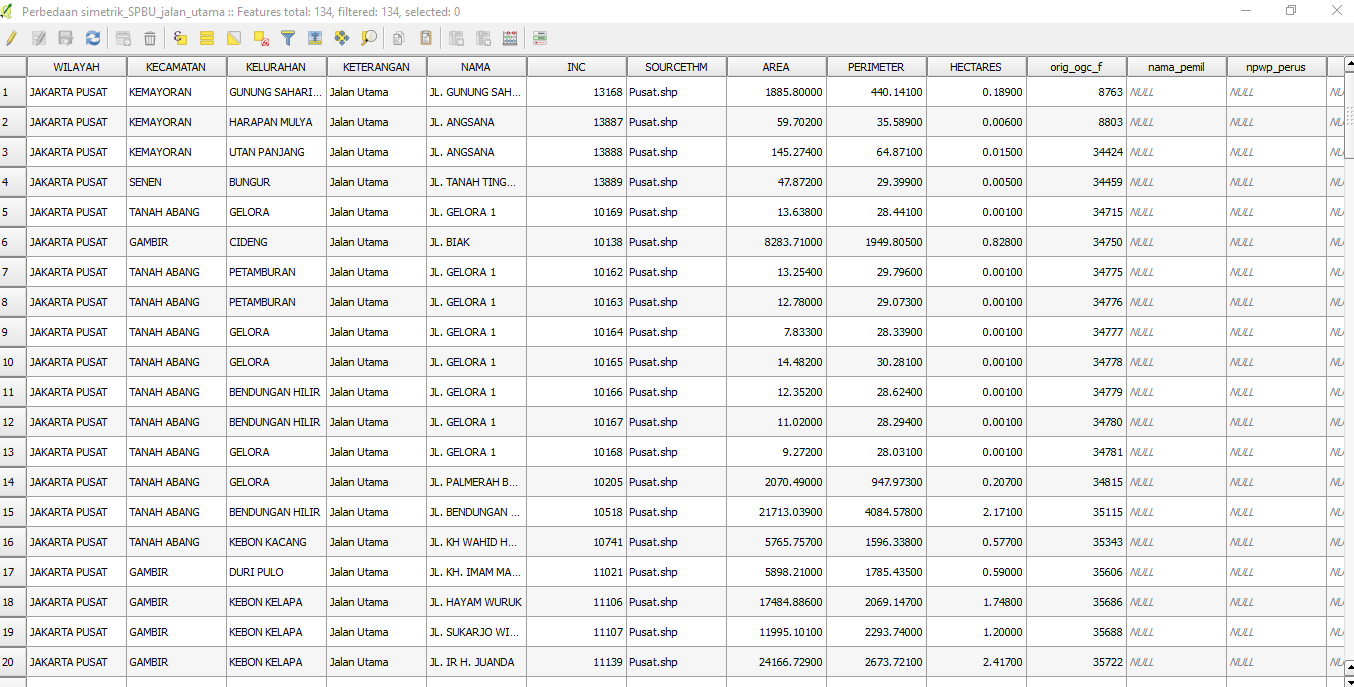 Perbedaan simetrik_SPBU_jalan_utama :: Features total: 134, filtered: 134, selected: 0
WILAYAH KECAMATAN KELURAHAN KETERANGAN NAMA INC SOURCETHM AREA PERIMETER HECTARES orig_ogc_f nama_pemil npwp_perus
1 JAKARTA PUSAT KEMAYORAN GUNUNG SAHARI... Jalan Utama JL. GUNUNG SAH... 13168 Pusat.shp 1885.80000 440.14100 0.18900 8763 NULL NULL NU
2 JAKARTA PUSAT KEMAYORAN HARAPAN MULYA Jalan Utama JL. ANGSANA 13887 Pusat.shp 59.70200 35.58900 0.00600 8803 NULL NULL NU
3 JAKARTA PUSAT KEMAYORAN UTAN PANJANG Jalan Utama JL. ANGSANA 13888 Pusat.shp 145.27400 64.87100 0.01500 34424 NULL NULL NU
4 JAKARTA PUSAT SENEN BUNGUR Jalan Utama JL. TANAH TING... 13889 Pusat.shp 47.87200 29.39900 0.00500 34459 NULL NULL NU
5 JAKARTA PUSAT TANAH ABANG GELORA Jalan Utama JL. GELORA 1 10169 Pusat.shp 13.63800 28.44100 0.00100 34715 NULL NULL NU
6 JAKARTA PUSAT GAMBIR CIDENG Jalan Utama JL. BIAK 10138 Pusat.shp 8283.71000 1949.80500 0.82800 34750 NULL NULL NU
7 JAKARTA PUSAT TANAH ABANG PETAMBURAN Jalan Utama JL. GELORA 1 10162 Pusat.shp 13.25400 29.79600 0.00100 34775 NULL NULL NU
8 JAKARTA PUSAT TANAH ABANG PETAMBURAN Jalan Utama JL. GELORA 1 10163 Pusat.shp 12.78000 29.07300 0.00100 34776 NULL NULL NU
9 JAKARTA PUSAT TANAH ABANG GELORA Jalan Utama JL. GELORA 1 10164 Pusat.shp 7.83300 28.33900 0.00100 34777 NULL NULL NU
10 JAKARTA PUSAT TANAH ABANG GELORA Jalan Utama JL. GELORA 1 10165 Pusat.shp 14.48200 30.28100 0.00100 34778 NULL NULL NU
11 JAKARTA PUSAT TANAH ABANG BENDUNGAN HILIR Jalan Utama JL. GELORA 1 10166 Pusat.shp 12.35200 28.62400 0.00100 34779 NULL NULL NU
12 JAKARTA PUSAT TANAH ABANG BENDUNGAN HILIR Jalan Utama JL. GELORA 1 10167 Pusat.shp 11.02000 28.29400 0.00100 34780 NULL NULL NU
13 JAKARTA PUSAT TANAH ABANG GELORA Jalan Utama JL. GELORA 1 10168 Pusat.shp 9.27200 28.03100 0.00100 34781 NULL NULL NU
14 JAKARTA PUSAT TANAH ABANG GELORA Jalan Utama JL. PALMERAH B... 10205 Pusat.shp 2070.49000 947.97300 0.20700 34815 NULL NULL NU
15 JAKARTA PUSAT TANAH ABANG BENDUNGAN HILIR Jalan Utama JL. BENDUNGAN ... 10518 Pusat.shp 21713.03900 4084.57800 2.17100 35115 NULL NULL NU
16 JAKARTA PUSAT TANAH ABANG KEBON KACANG Jalan Utama JL. KH WAHID H... 10741 Pusat.shp 5765.75700 1596.33800 0.57700 35343 NULL NULL NU
17 JAKARTA PUSAT GAMBIR DURI PULO Jalan Utama JL. KH. IMAM MA... 11021 Pusat.shp 5898.21000 1785.43500 0.59000 35606 NULL NULL NU
18 JAKARTA PUSAT GAMBIR KEBON KELAPA Jalan Utama JL. HAYAM WURUK 11106 Pusat.shp 17484.88600 2069.14700 1.74800 35686 NULL NULL NU
19 JAKARTA PUSAT GAMBIR KEBON KELAPA Jalan Utama JL. SUKARJO WI... 11107 Pusat.shp 11995.10100 2293.74000 1.20000 35688 NULL NULL NU
20 JAKARTA PUSAT GAMBIR KEBON KELAPA Jalan Utama JL. IR H. JUANDA 11139 Pusat.shp 24166.72900 2673.72100 2.41700 35722 NULL NULL NU